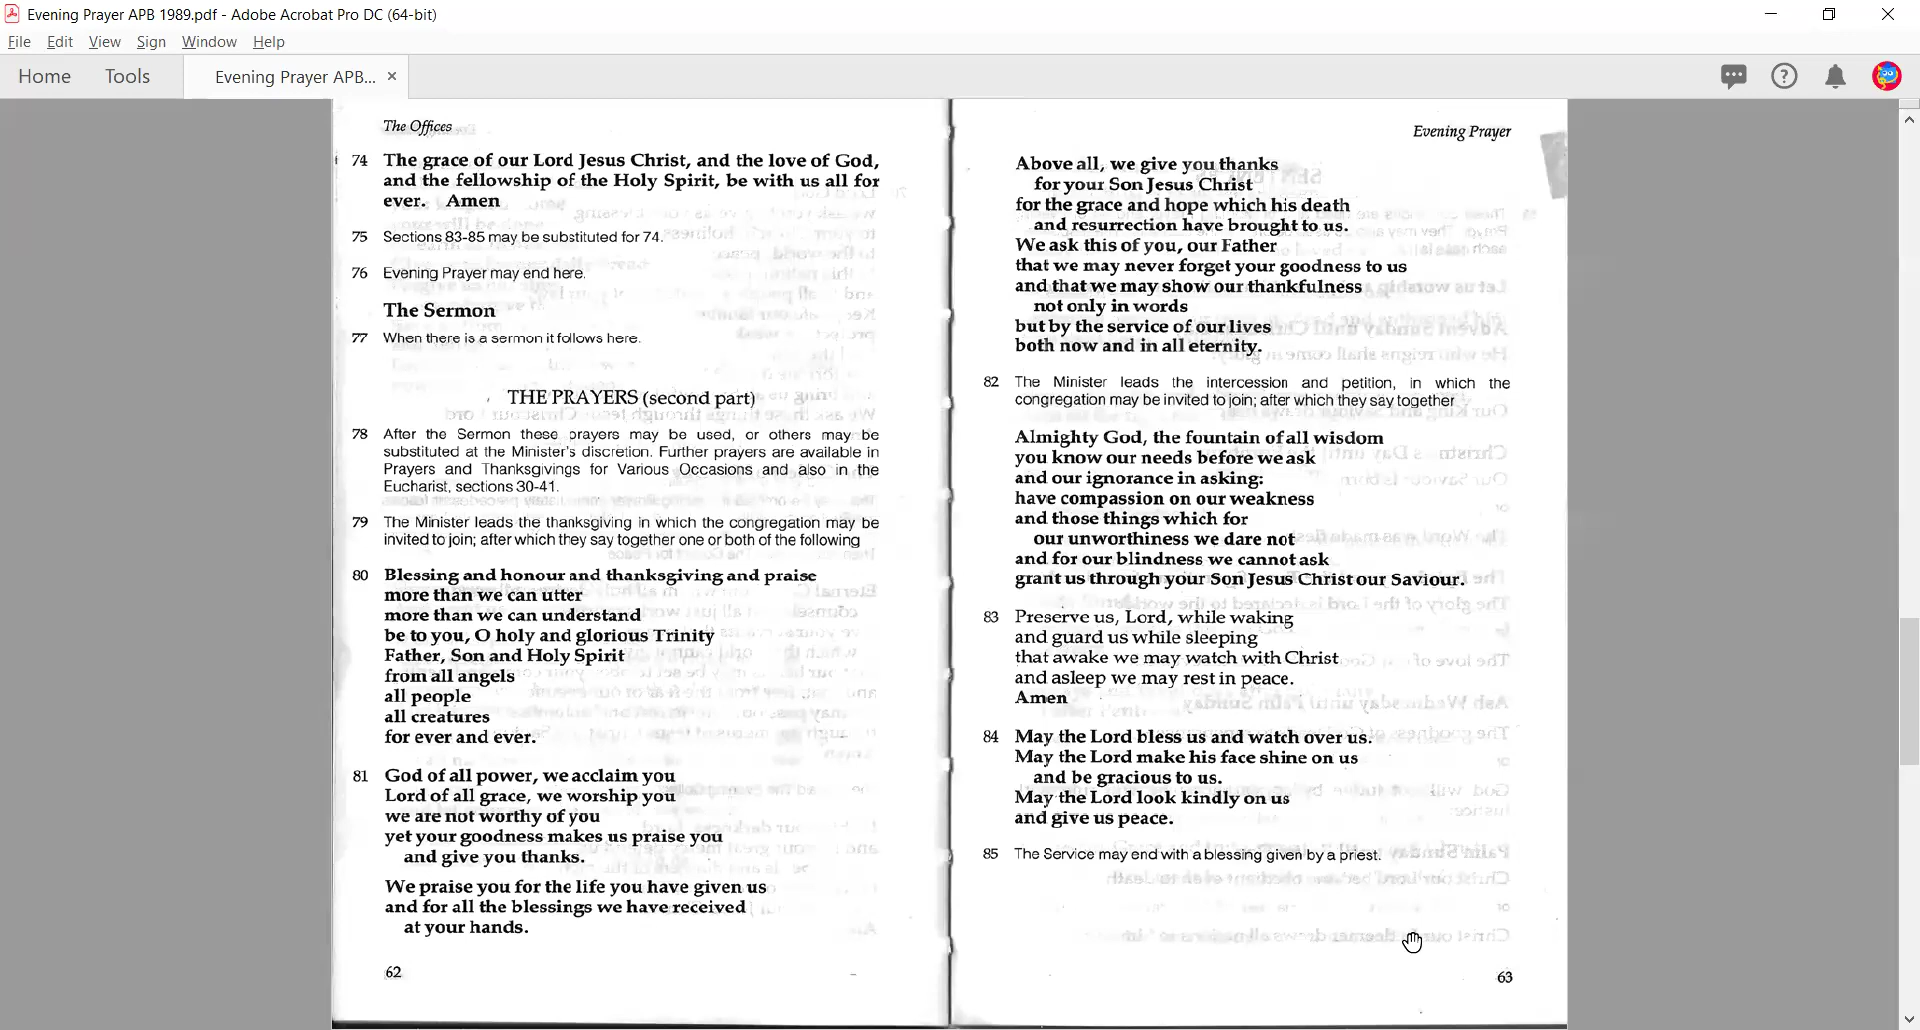 Evening Prayer APB 1989.pdf - Adobe Acrobat Pro DC (64-bit)
File Edit View Sign Window Help
Home Tools Evening Prayer APB...
The Offices
74 The grace of our Lord Jesus Christ, and the love of God,
and the fellowship of the Holy Spirit, be with us all for
ever. Amen
75 Sections 83-85 may be substituted for 74.
76 Evening Prayer may end here.
The Sermon
77 When there is a sermon it follows here.
THE PRAYERS (second part)
78 After the Sermon these prayers may be used, or others may be
substituted at the Minister's discretion. Further prayers are available in
Prayers and Thanksgivings for Various Occasions and also in the
Eucharist, sections 30-41.
79 The Minister leads the thanksgiving in which the congregation may be
invited to join; after which they say together one or both of the following
80 Blessing and honour and thanksgiving and praise
more than we can utter
more than we can understand
be to you, O holy and glorious Trinity
Father, Son and Holy Spirit
from all angels
all people
all creatures
for ever and ever.
81 God of all power, we acclaim you
Lord of all grace, we worship you
we are not worthy of you
yet your goodness makes us praise you
and give you thanks.
We praise you for the life you have given us
and for all the blessings we have received
at your hands.
62
Evening Prayer
Above all, we give you thanks
for your Son Jesus Christ
for the grace and hope which his death
and resurrection have brought to us.
We ask this of you, our Father
that we may never forget your goodness to us
and that we may show our thankfulness
not only in words
but by the service of our lives
both now and in all eternity.
82 The Minister leads the intercession and petition, in which the
congregation may be invited to join; after which they say together
Almighty God, the fountain of all wisdom
you know our needs before we ask
and our ignorance in asking:
have compassion on our weakness
and those things which for
our unworthiness we dare not
and for our blindness we cannot ask
grant us through your Son Jesus Christ our Saviour.
83 Preserve us, Lord, while waking
and guard us while sleeping
that awake we may watch with Christ
and asleep we may rest in peace.
Amen
84 May the Lord bless us and watch over us.
May the Lord make his face shine on us
and be gracious to us.
May the Lord look kindly on us
and give us peace.
85 The Service may end with a blessing given by a priest.
63